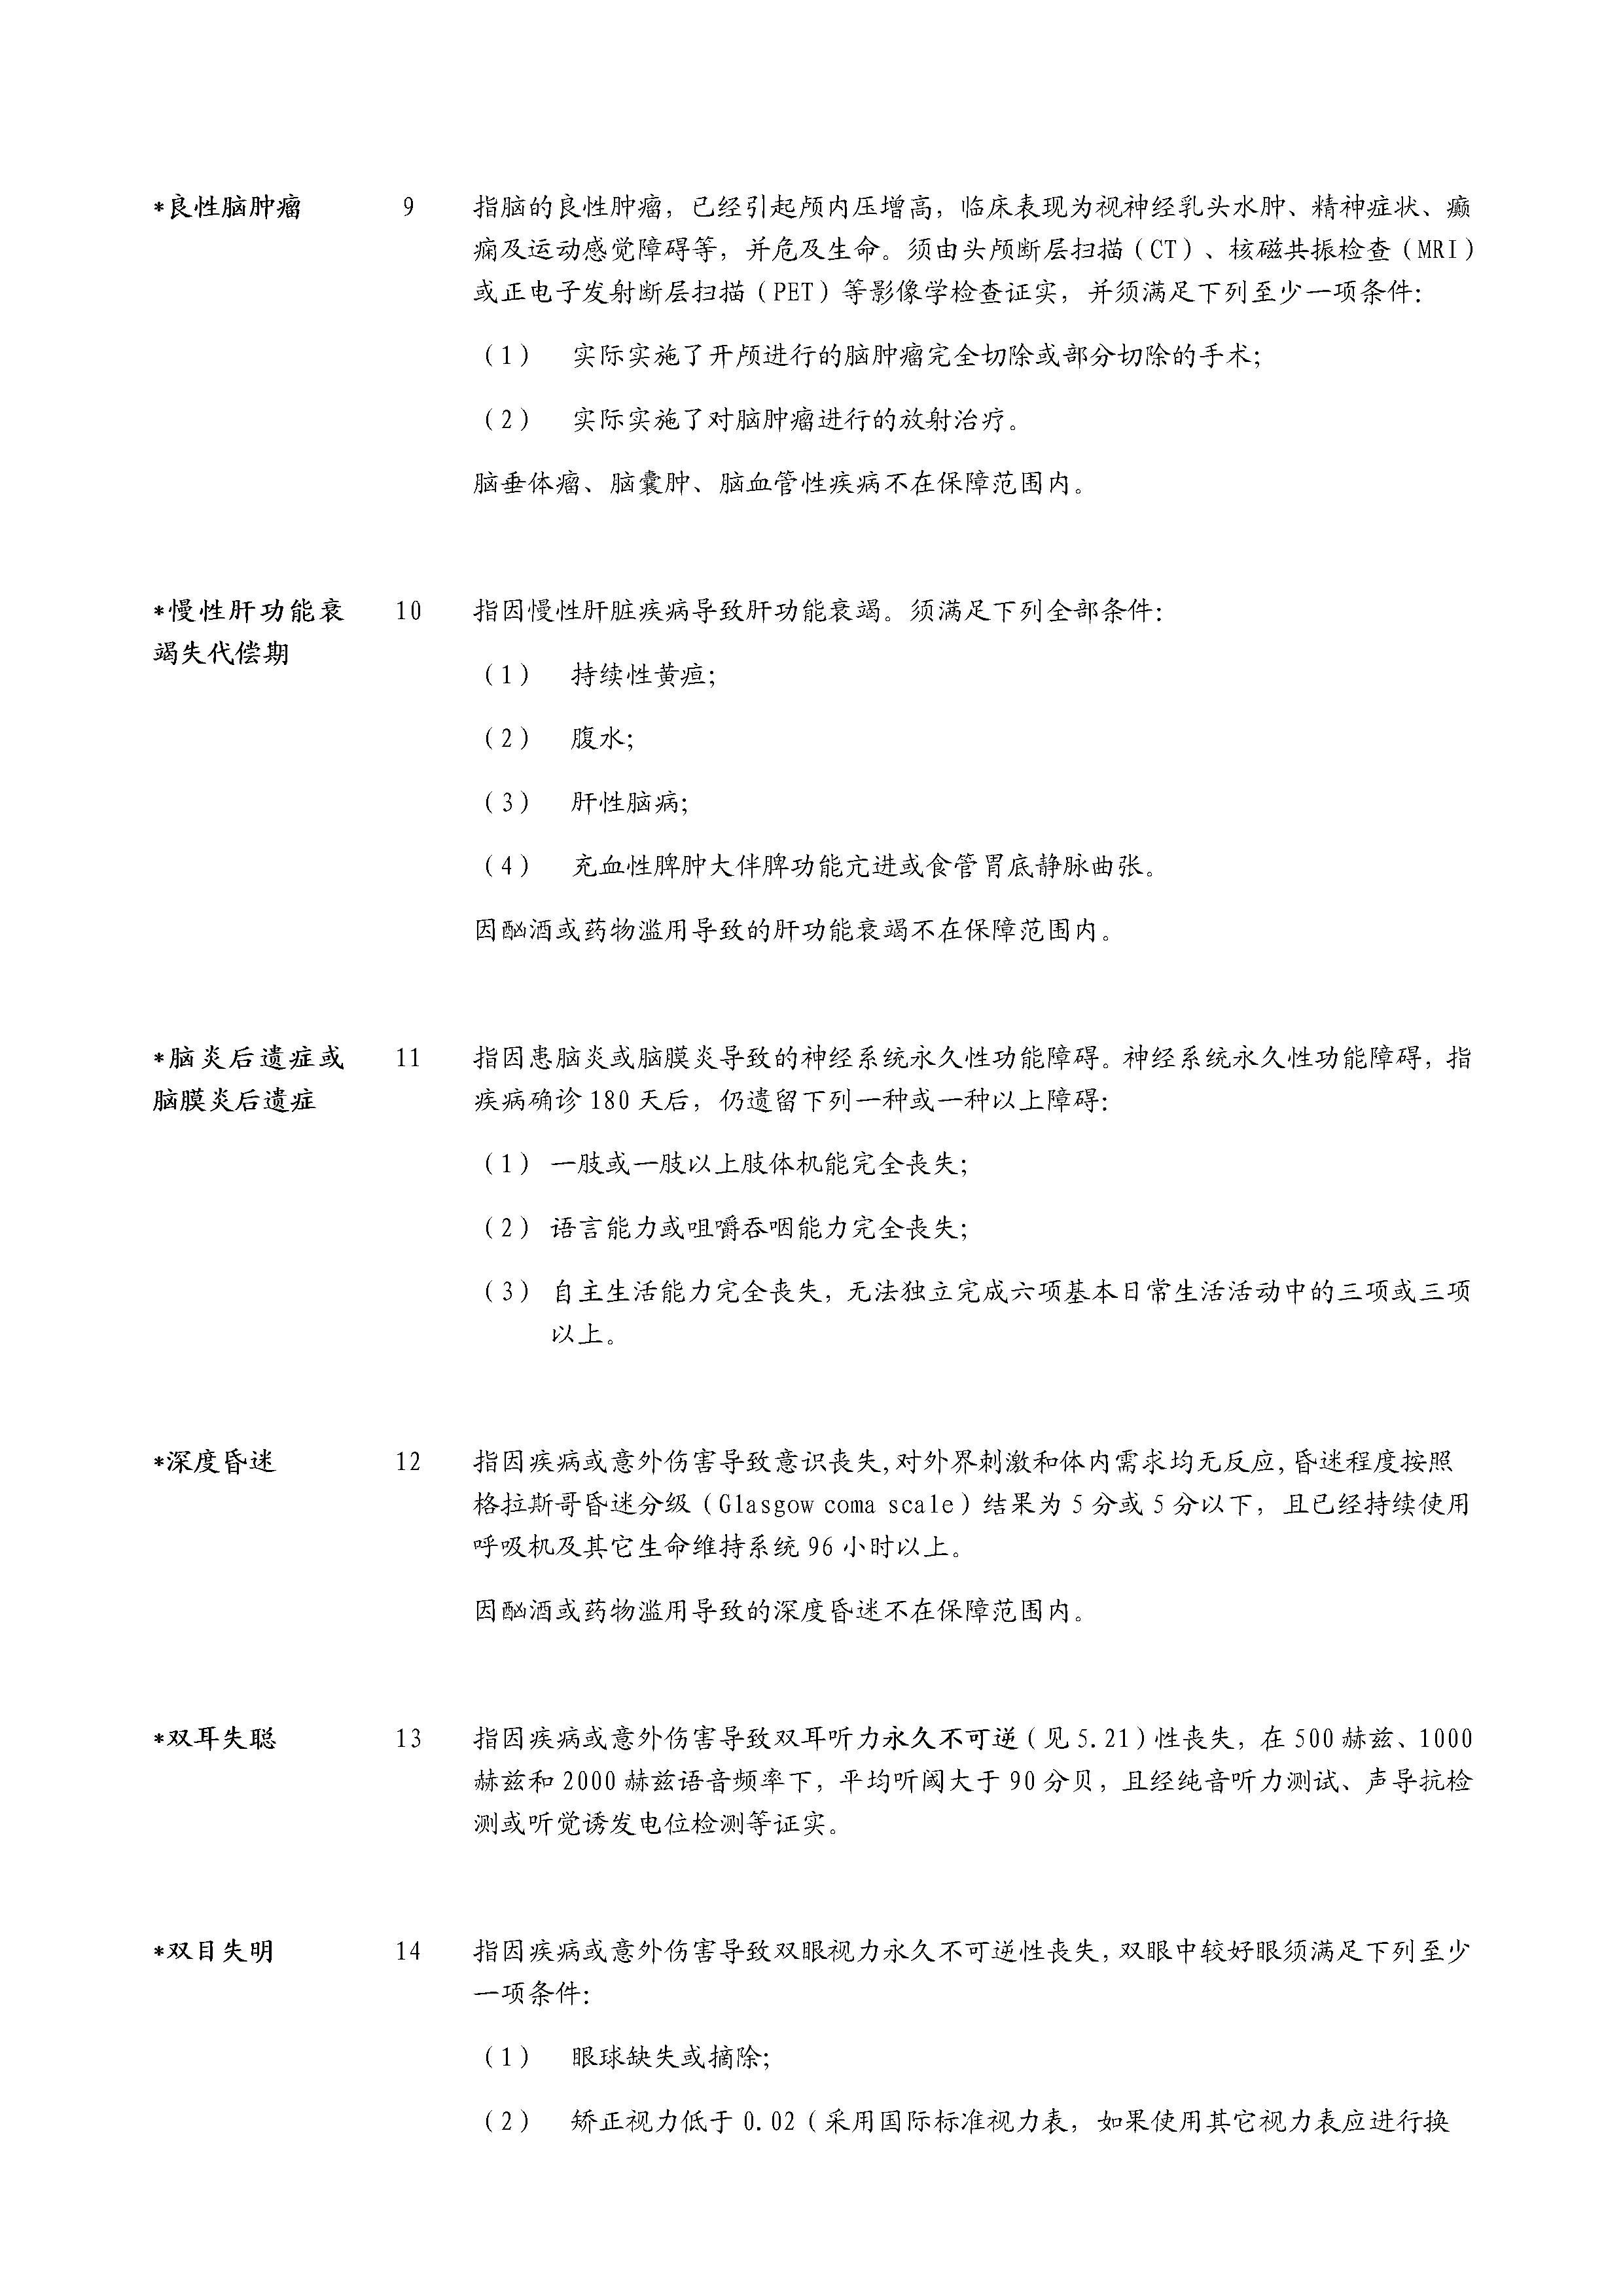 *良性脑肿瘤 9 指脑的良性肿瘤，已经引起颅内压增高，临床表现为视神经乳头水肿、精神症状、癫
痫及运动感觉障碍等，并危及生命。须由头颅断层扫描（CT）、核磁共振检查（MRI）
或正电子发射断层扫描（PET）等影像学检查证实，并须满足下列至少一项条件：
（1） 实际实施了开颅进行的脑肿瘤完全切除或部分切除的手术；
（2） 实际实施了对脑肿瘤进行的放射治疗。
脑垂体瘤、脑囊肿、脑血管性疾病不在保障范围内。
*慢性肝功能衰 10 指因慢性肝脏疾病导致肝功能衰竭。须满足下列全部条件：
竭失代偿期
（1） 持续性黄疸；
（2） 腹水；
（3） 肝性脑病；
（4） 充血性脾肿大伴脾功能亢进或食管胃底静脉曲张。
因酗酒或药物滥用导致的肝功能衰竭不在保障范围内。
*脑炎后遗症或 11 指因患脑炎或脑膜炎导致的神经系统永久性功能障碍。神经系统永久性功能障碍，指
脑膜炎后遗症 疾病确诊 180 天后，仍遗留下列一种或一种以上障碍：
（1） 一肢或一肢以上肢体机能完全丧失；
（2） 语言能力或咀嚼吞咽能力完全丧失；
（3） 自主生活能力完全丧失，无法独立完成六项基本日常生活活动中的三项或三项
以上。
*深度昏迷 12 指因疾病或意外伤害导致意识丧失，对外界刺激和体内需求均无反应，昏迷程度按照
格拉斯哥昏迷分级（Glasgow coma scale）结果为 5 分或 5 分以下，且已经持续使用
呼吸机及其它生命维持系统 96 小时以上。
因酗酒或药物滥用导致的深度昏迷不在保障范围内。
*双耳失聪 13 指因疾病或意外伤害导致双耳听力永久不可逆（见 5.21）性丧失，在 500 赫兹、1000
赫兹和 2000 赫兹语音频率下，平均听阈大于 90 分贝，且经纯音听力测试、声导抗检
测或听觉诱发电位检测等证实。
*双目失明 14 指因疾病或意外伤害导致双眼视力永久不可逆性丧失，双眼中较好眼须满足下列至少
一项条件：
（1） 眼球缺失或摘除；
（2） 矫正视力低于 0.02（采用国际标准视力表，如果使用其它视力表应进行换